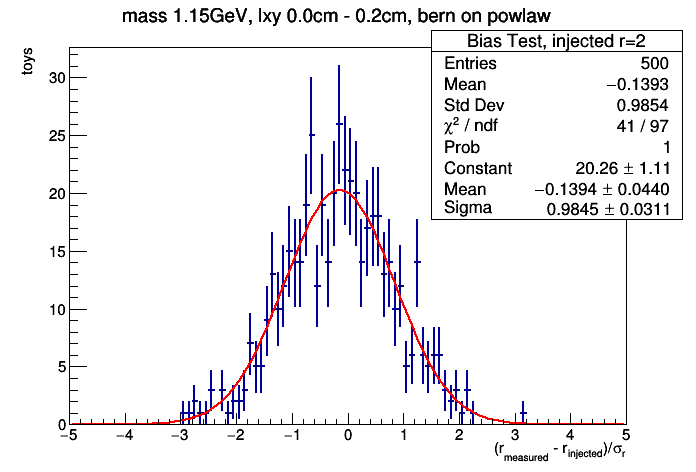 mass 1.15GeV, lxy 0.0cm - 0.2cm, bern on powlaw
Bias Test, injected r=2
Entries 500
Mean −0.1393
Std Dev 0.9854
χ² / ndf 41 / 97
Prob 1
Constant 20.26 ± 1.11
Mean −0.1394 ± 0.0440
Sigma 0.9845 ± 0.0311
toys
30
25
20
15
10
5
0
−5 −4 −3 −2 −1 0 1 2 3 4 5
(r_measured - r_injected)/σ_r